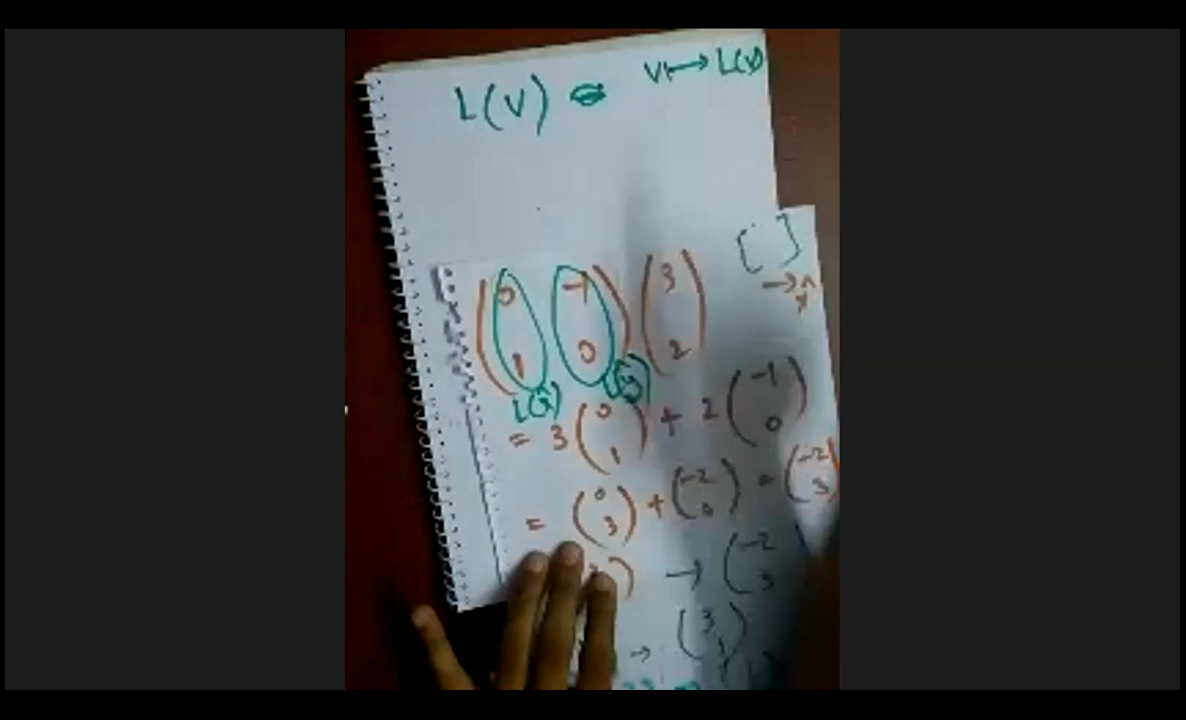 L(V) V ↦ L(V)
[ ]
(0 -1) (3)
(1 0) (2)
L(x̂) L(ŷ)
= 3 (0 1) + 2 (-1 0)
= (0 3) + (-2 0) = (-2 3)
→ (-2 3)
→